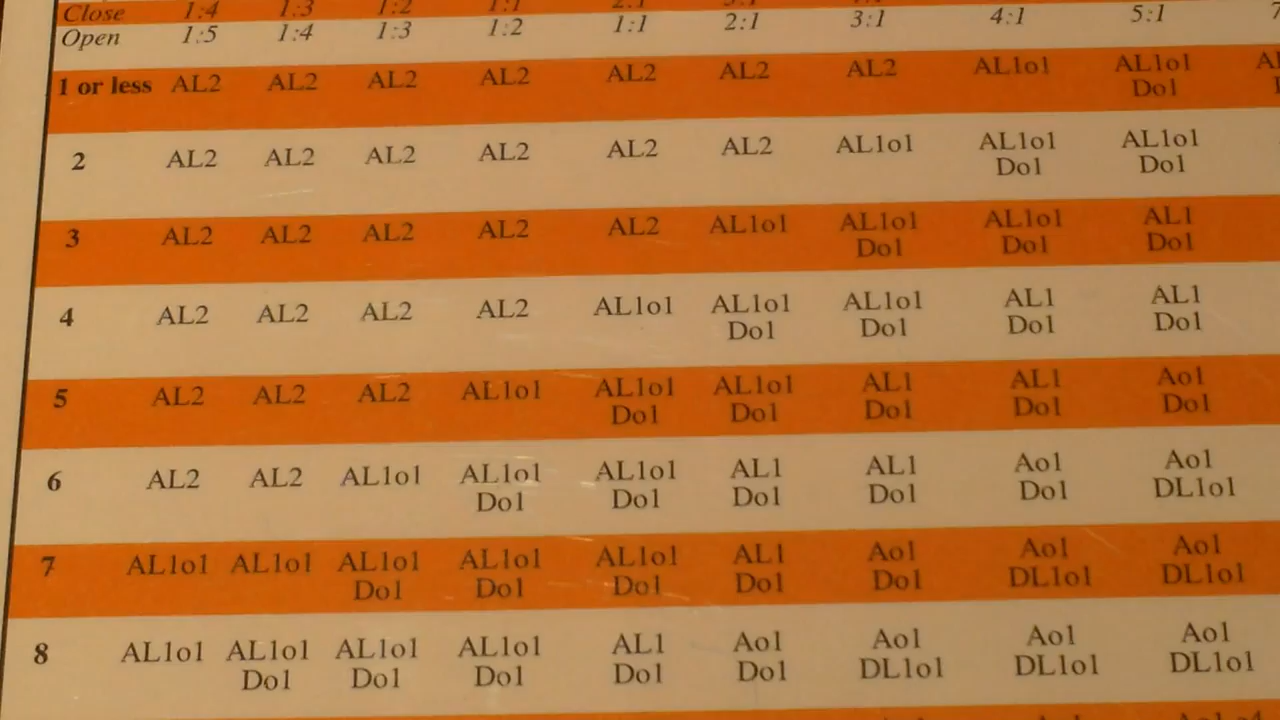 Close 1:4 1:3 1:2 1:1 2:1
Open 1:5 1:4 1:3 1:2 1:1 2:1 3:1 4:1 5:1
1 or less AL2 AL2 AL2 AL2 AL2 AL2 AL2 AL1o1 AL1o1
Do1
2 AL2 AL2 AL2 AL2 AL2 AL2 AL1o1 AL1o1 AL1o1
Do1 Do1
3 AL2 AL2 AL2 AL2 AL2 AL1o1 AL1o1 AL1o1 AL1
Do1 Do1 Do1
4 AL2 AL2 AL2 AL2 AL1o1 AL1o1 AL1o1 AL1 AL1
Do1 Do1 Do1 Do1
5 AL2 AL2 AL2 AL1o1 AL1o1 AL1o1 AL1 AL1 Ao1
Do1 Do1 Do1 Do1 Do1
6 AL2 AL2 AL1o1 AL1o1 AL1o1 AL1 AL1 Ao1 Ao1
Do1 Do1 Do1 Do1 Do1 DL1o1
7 AL1o1 AL1o1 AL1o1 AL1o1 AL1o1 AL1 Ao1 Ao1 Ao1
Do1 Do1 Do1 Do1 Do1 DL1o1 DL1o1
8 AL1o1 AL1o1 AL1o1 AL1o1 AL1 Ao1 Ao1 Ao1 Ao1
Do1 Do1 Do1 Do1 Do1 DL1o1 DL1o1 DL1o1